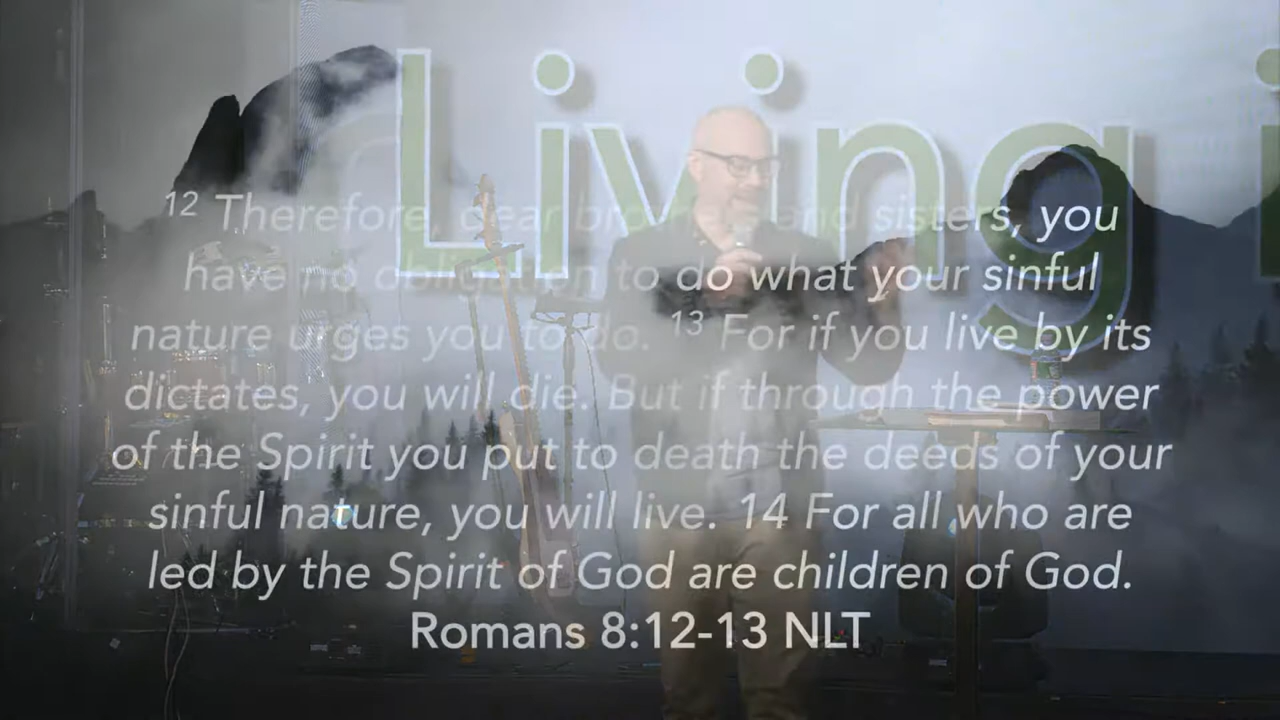 Living i
12 Therefore, dear brothers and sisters, you
have no obligation to do what your sinful
nature urges you to do. 13 For if you live by its
dictates, you will die. But if through the power
of the Spirit you put to death the deeds of your
sinful nature, you will live. 14 For all who are
led by the Spirit of God are children of God.
Romans 8:12-13 NLT